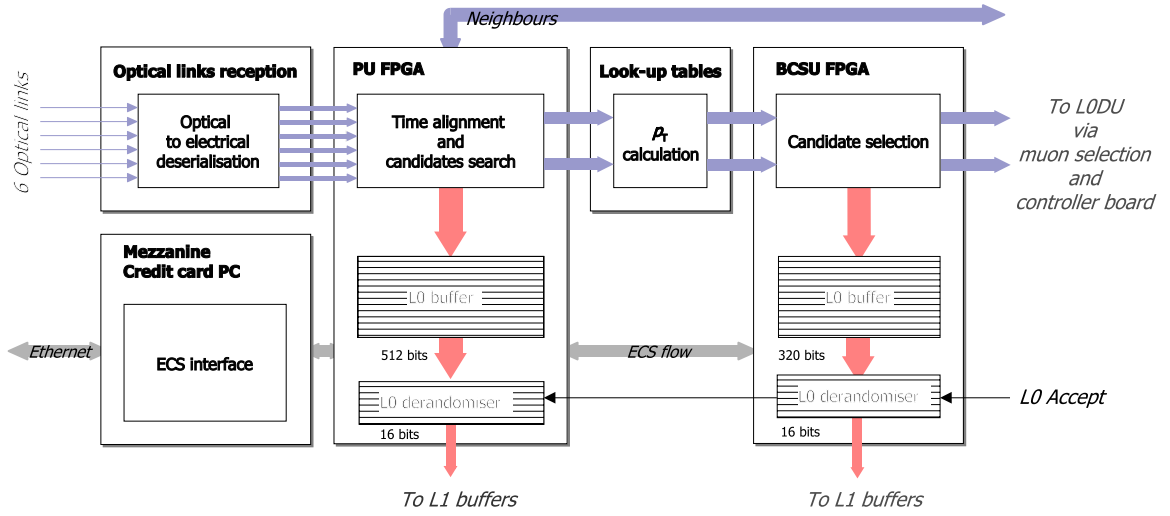 Neighbours
Optical links reception
PU FPGA
Look-up tables
BCSU FPGA
6 Optical links
Optical
to electrical
deserialisation
Time alignment
and
candidates search
pT
calculation
Candidate selection
To L0DU
via
muon selection
and
controller board
Mezzanine
Credit card PC
L0 buffer
L0 buffer
Ethernet
ECS interface
512 bits
ECS flow
320 bits
L0 derandomiser
L0 derandomiser
L0 Accept
16 bits
16 bits
To L1 buffers
To L1 buffers